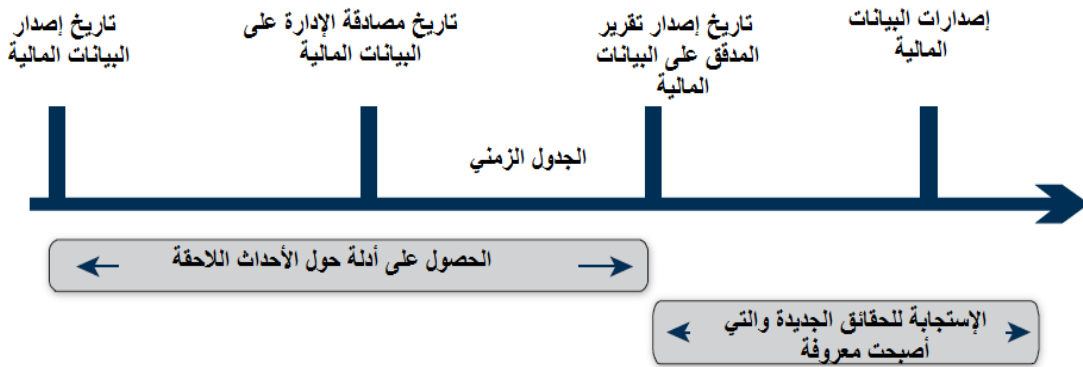 إصدارات البيانات
المالية
تاريخ إصدار تقرير
المدقق على البيانات
المالية
تاريخ مصادقة الإدارة على
البيانات المالية
تاريخ إصدار
البيانات المالية
الجدول الزمني
الحصول على أدلة حول الأحداث اللاحقة
الإستجابة للحقائق الجديدة والتي
أصبحت معروفة